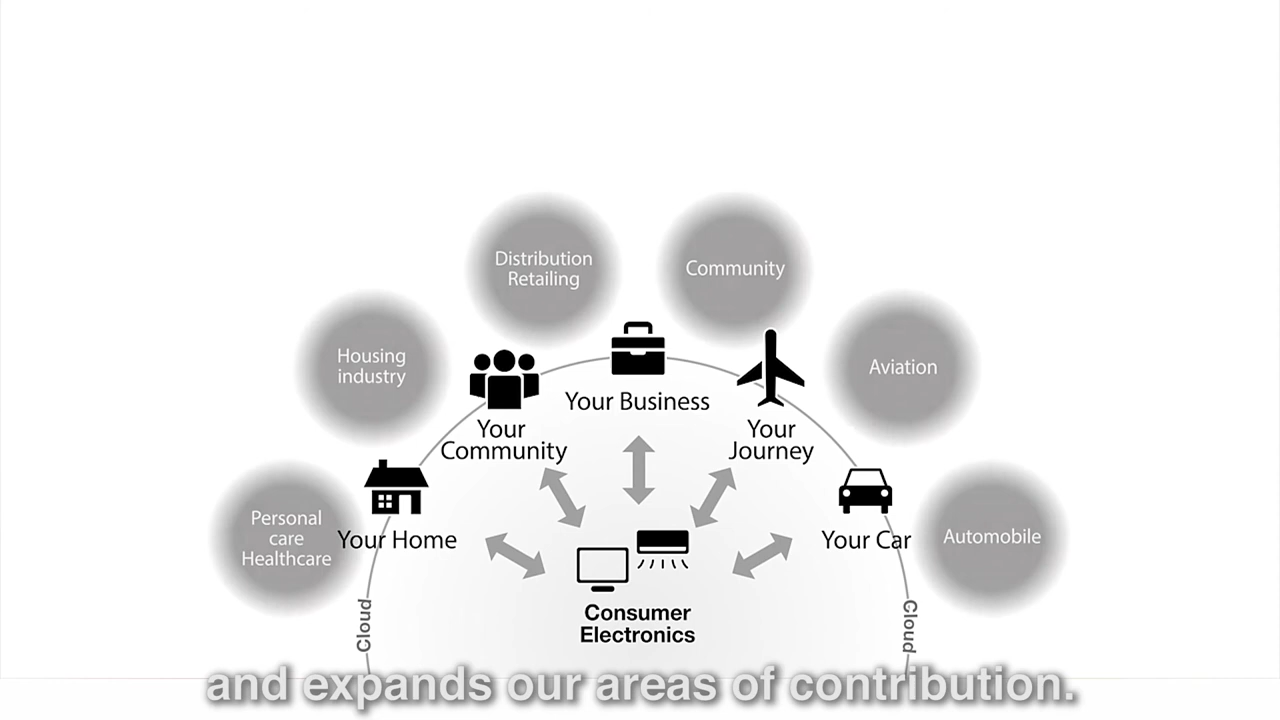 Distribution
Retailing
Community
Housing
industry
Aviation
Your Business
Your
Community
Your
Journey
Personal
care
Healthcare
Your Home
Your Car
Automobile
Cloud
Consumer
Electronics
Cloud
and expands our areas of contribution.